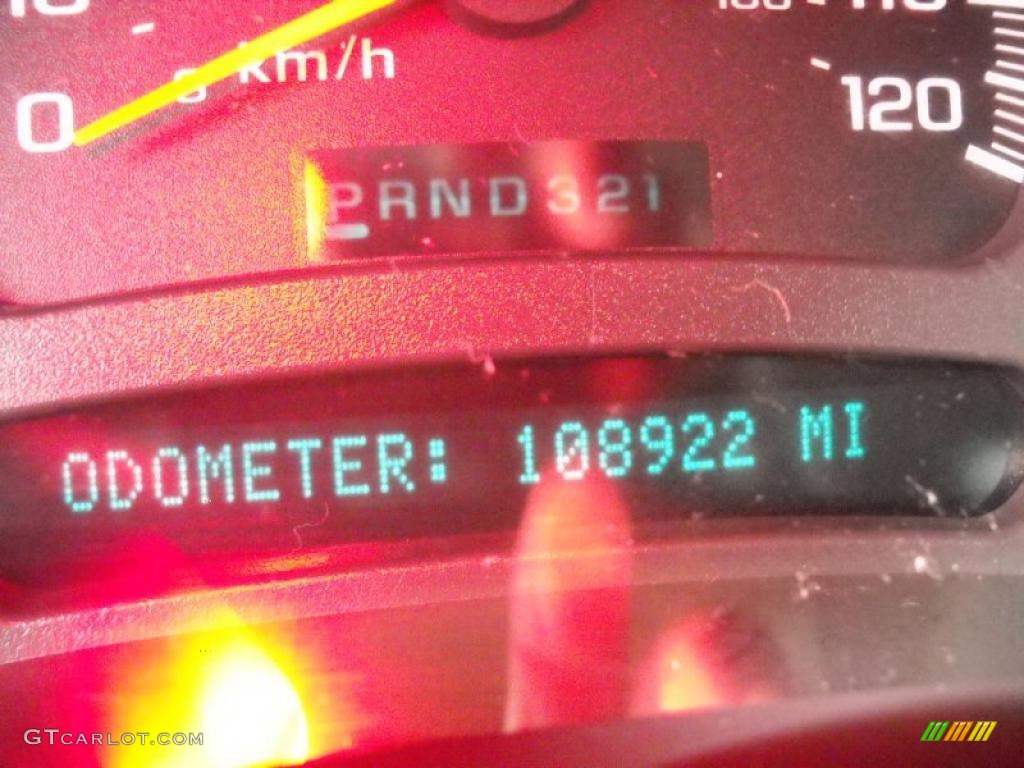 0 km/h
120
PRND321
ODOMETER: 108922 MI
GTCARLOT.COM